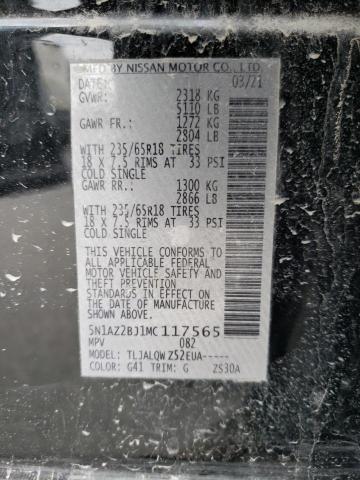 MFD BY NISSAN MOTOR CO., LTD.
DATE: 03/21
GVWR: 2318 KG
5110 LB
GAWR FR.: 1272 KG
2804 LB
WITH 235/65R18 TIRES
18 X 7.5 RIMS AT 33 PSI
COLD SINGLE
GAWR RR.: 1300 KG
2866 LB
WITH 235/65R18 TIRES
18 X 7.5 RIMS AT 33 PSI
COLD SINGLE
THIS VEHICLE CONFORMS TO
ALL APPLICABLE FEDERAL
MOTOR VEHICLE SAFETY AND
THEFT PREVENTION
STANDARDS IN EFFECT ON
THE DATE OF MANUFACTURE
SHOWN ABOVE.
5N1AZ2BJ1MC117565
MPV 082
MODEL: TLJALQWZ52EUA-----
COLOR: G41 TRIM: G ZS30A